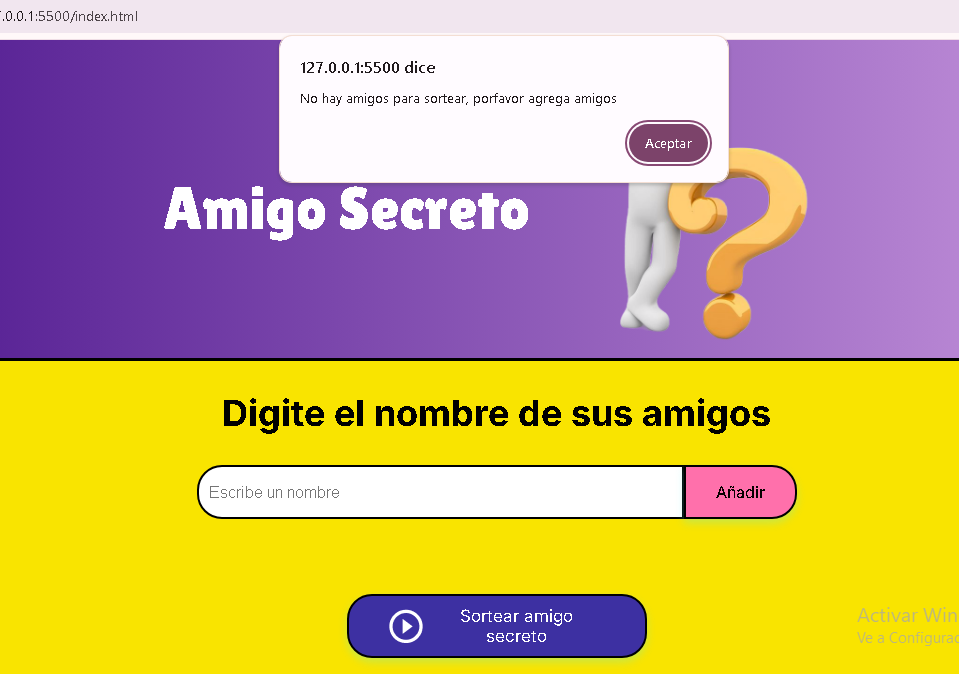 .0.0.1:5500/index.html
127.0.0.1:5500 dice
No hay amigos para sortear, porfavor agrega amigos
Aceptar
Amigo Secreto
Digite el nombre de sus amigos
Escribe un nombre
Añadir
Sortear amigo
secreto
Activar Win
Ve a Configurac